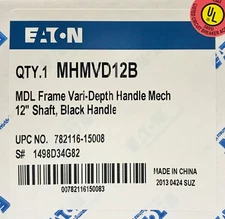 EATON
QTY.1 MHMVD12B
MDL Frame Vari-Depth Handle Mech
12" Shaft, Black Handle
UPC NO. 782116-15008
S# 1498D34G82
00782116150083
MADE IN CHINA
2013 0424 SUZ